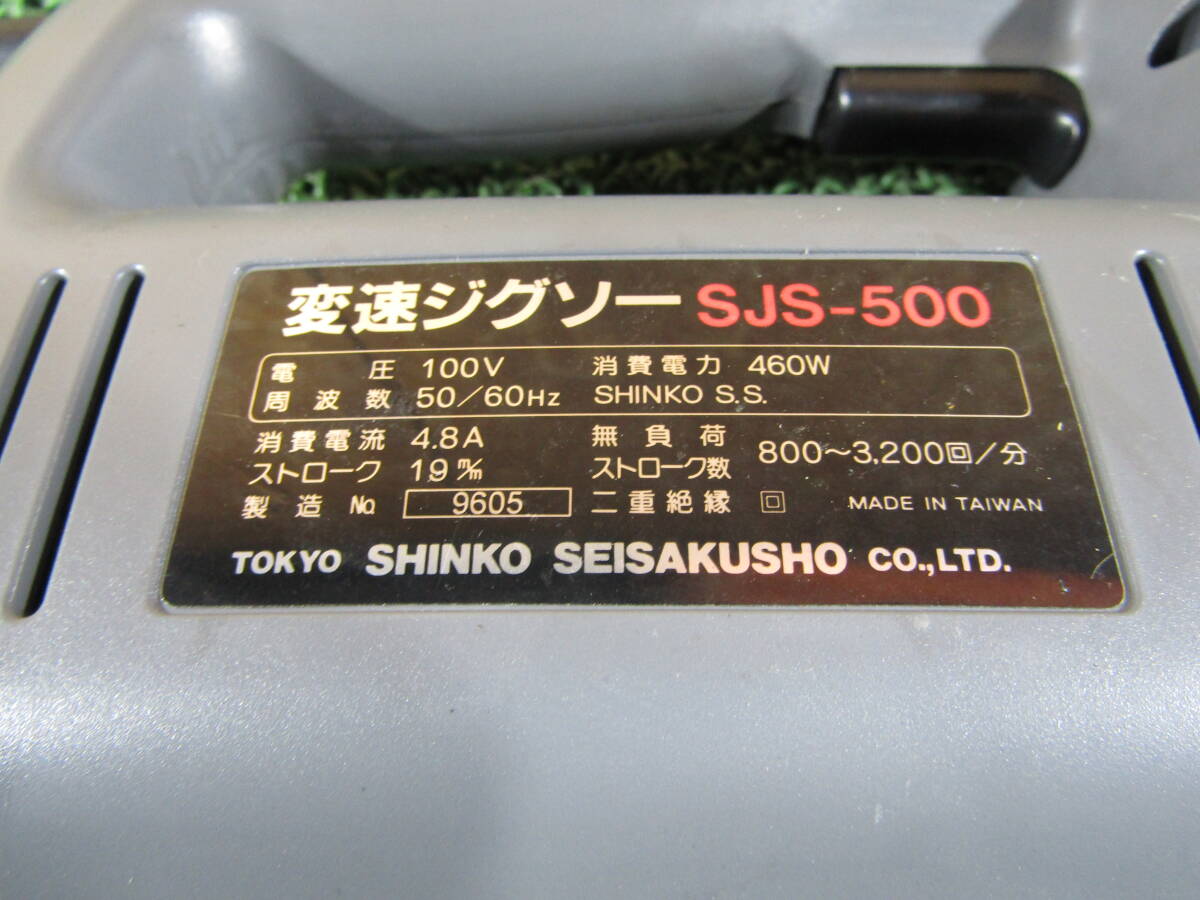 変速ジグソー SJS-500
電圧 100V 消費電力 460W
周波数 50/60Hz SHINKO S.S.
消費電流 4.8A 無負荷
ストローク 19m/m ストローク数 800〜3,200回/分
製造 No. 9605 二重絶縁 回 MADE IN TAIWAN
TOKYO SHINKO SEISAKUSHO CO.,LTD.